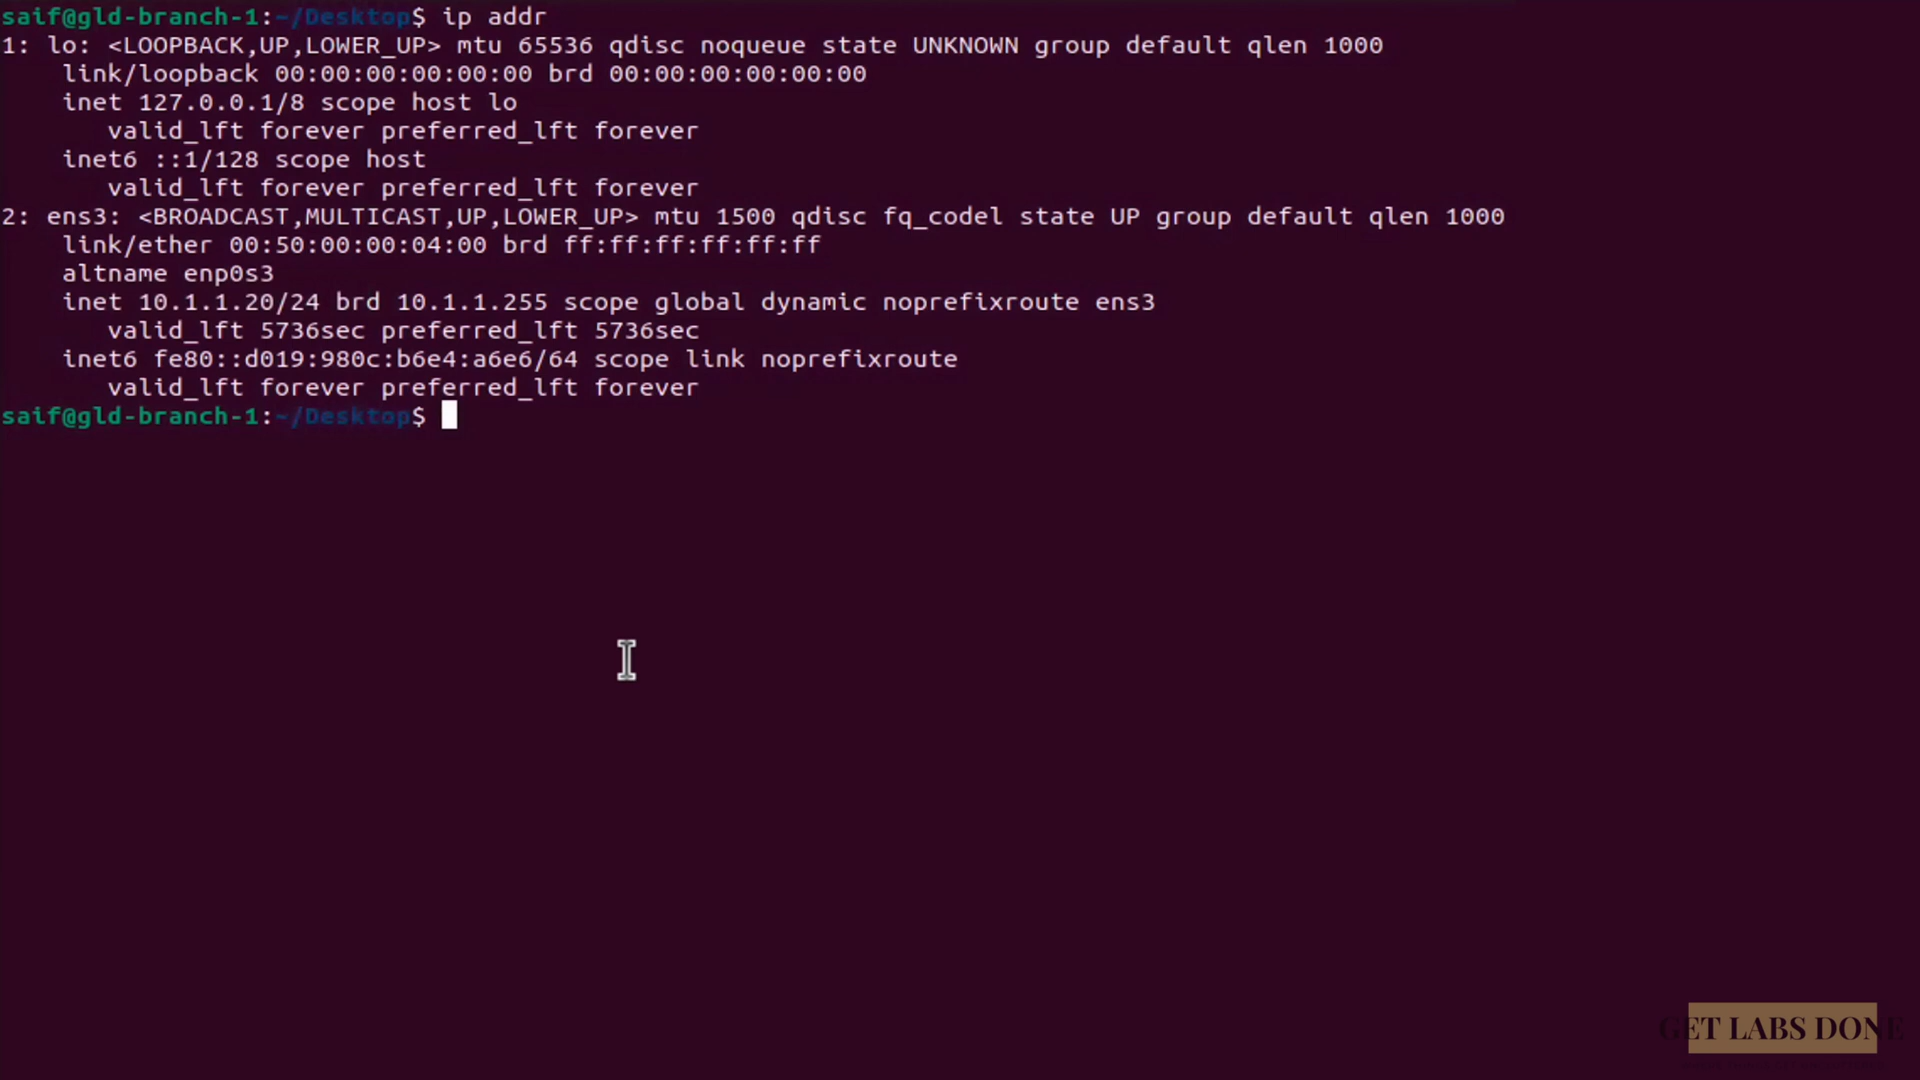 saif@gld-branch-1:~/Desktop$ ip addr
1: lo: <LOOPBACK,UP,LOWER_UP> mtu 65536 qdisc noqueue state UNKNOWN group default qlen 1000
    link/loopback 00:00:00:00:00:00 brd 00:00:00:00:00:00
    inet 127.0.0.1/8 scope host lo
       valid_lft forever preferred_lft forever
    inet6 ::1/128 scope host
       valid_lft forever preferred_lft forever
2: ens3: <BROADCAST,MULTICAST,UP,LOWER_UP> mtu 1500 qdisc fq_codel state UP group default qlen 1000
    link/ether 00:50:00:00:04:00 brd ff:ff:ff:ff:ff:ff
    altname enp0s3
    inet 10.1.1.20/24 brd 10.1.1.255 scope global dynamic noprefixroute ens3
       valid_lft 5736sec preferred_lft 5736sec
    inet6 fe80::d019:980c:b6e4:a6e6/64 scope link noprefixroute
       valid_lft forever preferred_lft forever
saif@gld-branch-1:~/Desktop$
GET LABS DONE